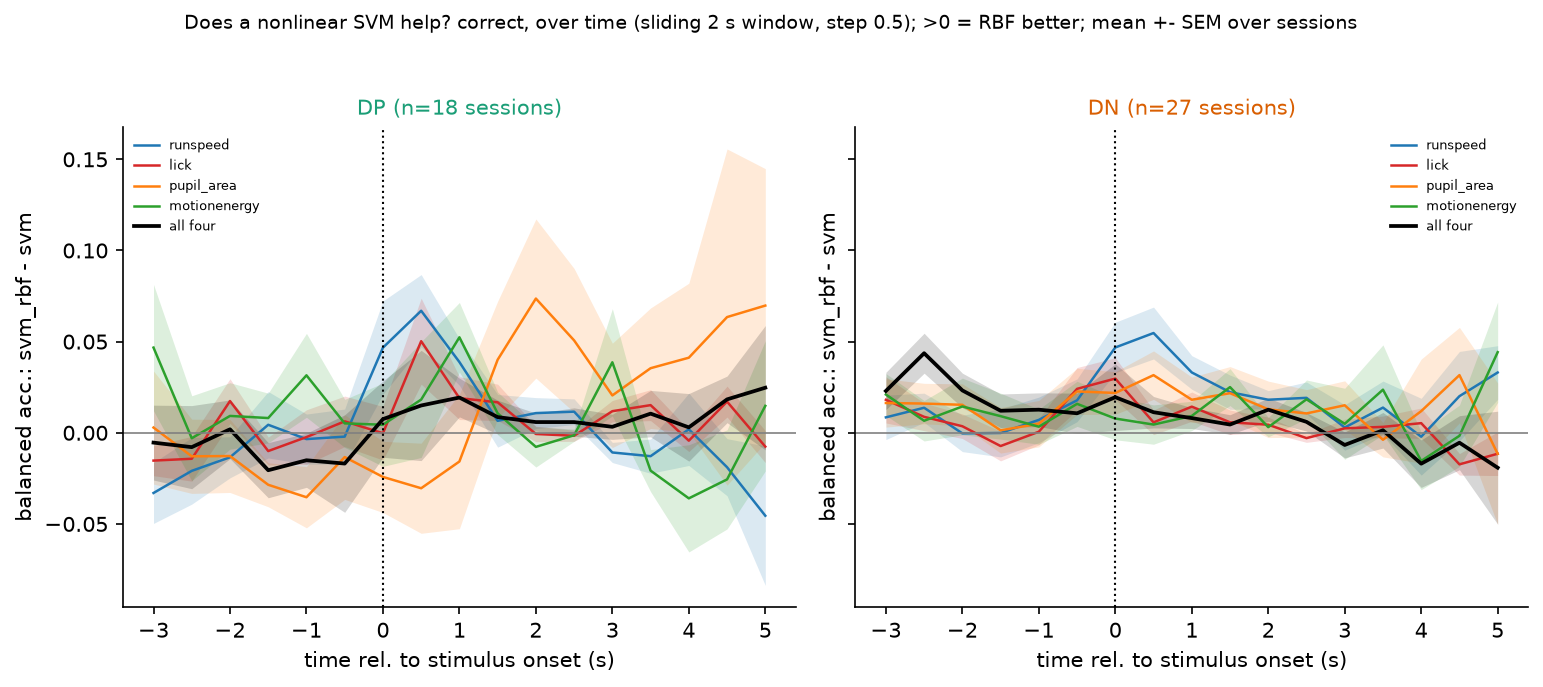 Does a nonlinear SVM help? correct, over time (sliding 2 s window, step 0.5); >0 = RBF better; mean +- SEM over sessions
DP (n=18 sessions)
balanced acc.: svm_rbf - svm
0.15
0.10
0.05
0.00
−0.05
runspeed
lick
pupil_area
motionenergy
all four
−3 −2 −1 0 1 2 3 4 5
time rel. to stimulus onset (s)
DN (n=27 sessions)
balanced acc.: svm_rbf - svm
runspeed
lick
pupil_area
motionenergy
all four
−3 −2 −1 0 1 2 3 4 5
time rel. to stimulus onset (s)